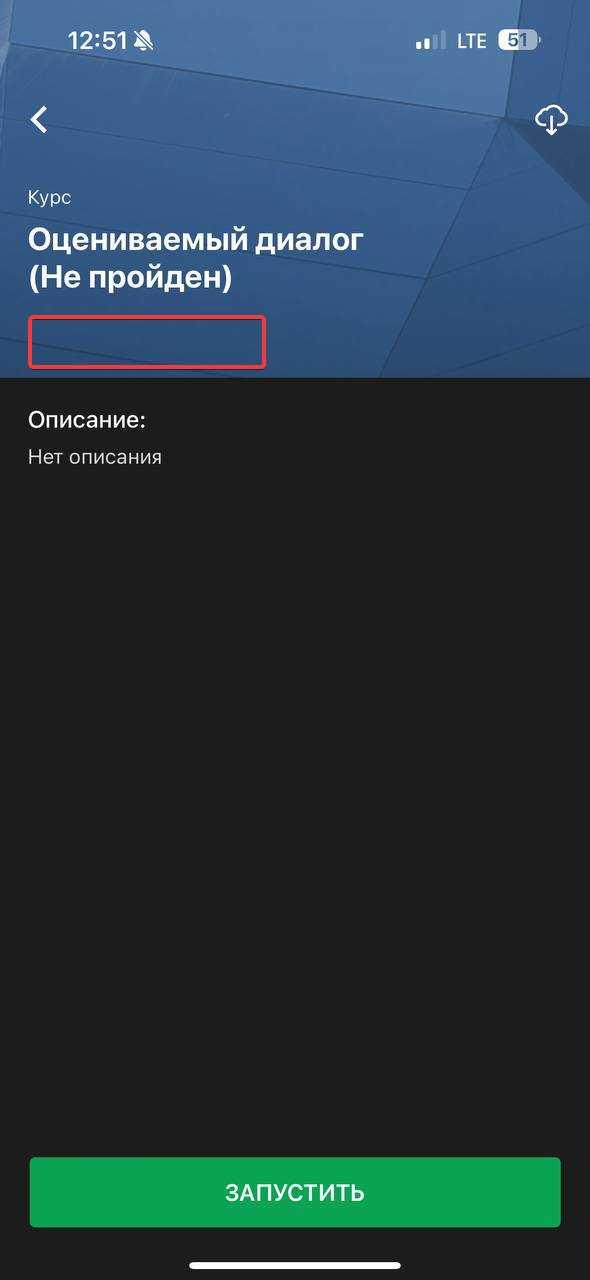 12:51
LTE
51
Курс
Оцениваемый диалог
(Не пройден)
Описание:
Нет описания
ЗАПУСТИТЬ